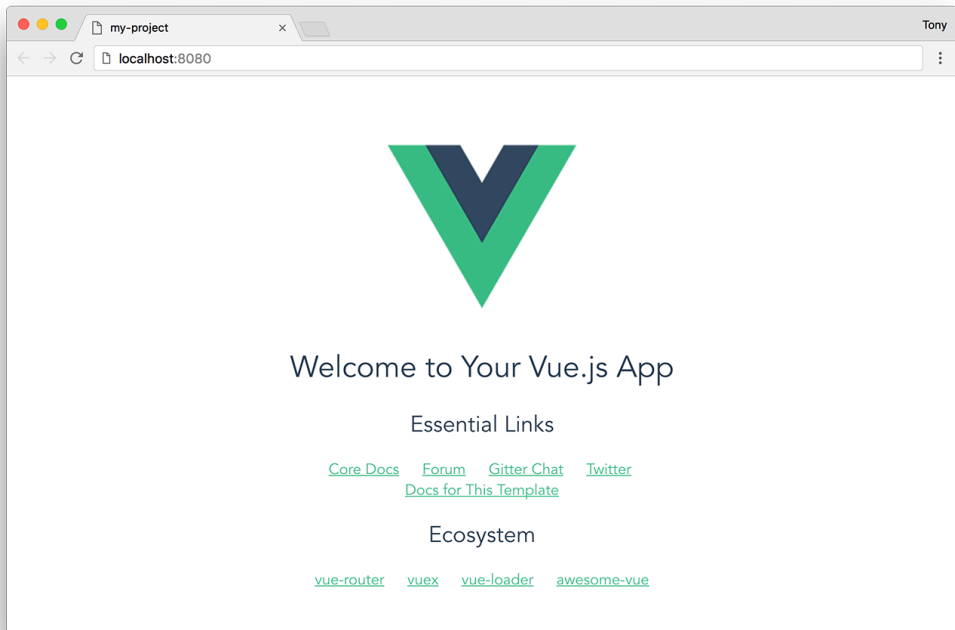 my-project
Tony
localhost:8080
Welcome to Your Vue.js App
Essential Links
Core Docs Forum Gitter Chat Twitter
Docs for This Template
Ecosystem
vue-router vuex vue-loader awesome-vue